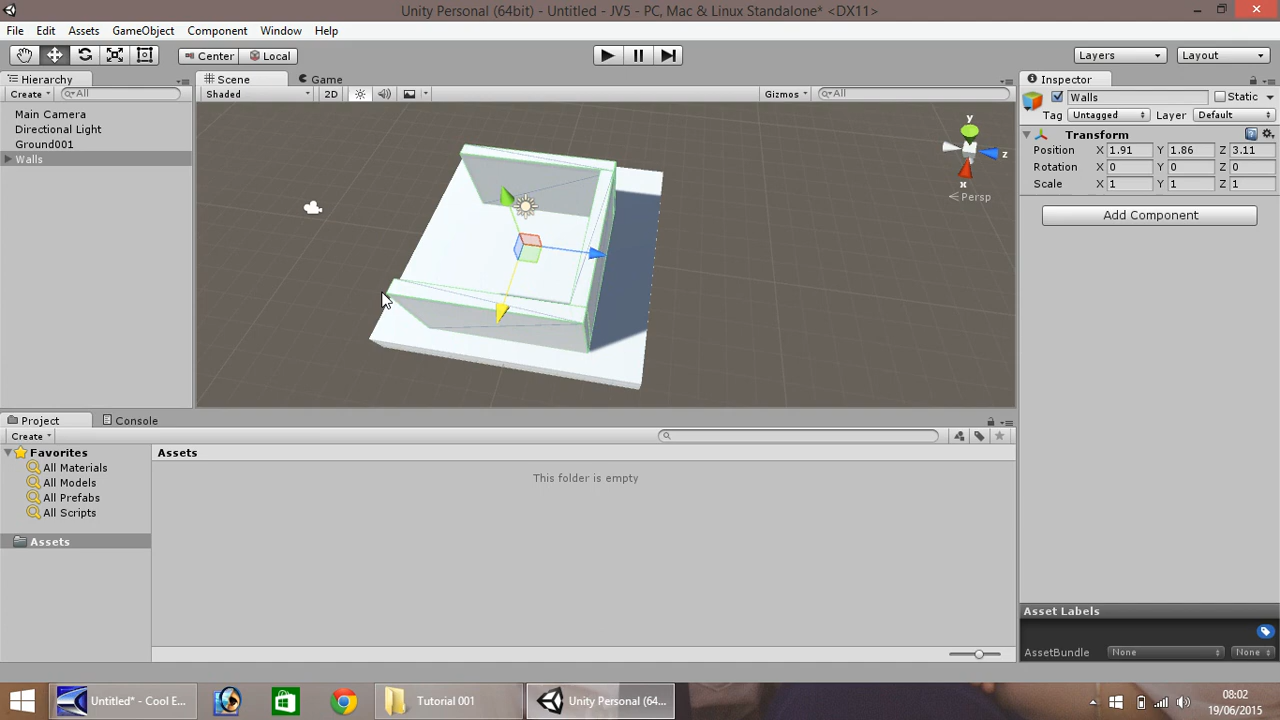 Unity Personal (64bit) - Untitled - JV5 - PC, Mac & Linux Standalone* <DX11>
File Edit Assets GameObject Component Window Help
Center Local Layers Layout
Hierarchy Scene Game Inspector
Create All Shaded 2D Gizmos All Walls Static
Main Camera Tag Untagged Layer Default
Directional Light
Ground001 Transform
Walls Position X 1.91 Y 1.86 Z 3.11
Rotation X 0 Y 0 Z 0
Scale X 1 Y 1 Z 1
y
z
x
Persp
Add Component
Project Console
Create
Favorites Assets
All Materials This folder is empty
All Models
All Prefabs
All Scripts
Assets
Asset Labels
AssetBundle None None
Untitled* - Cool E... Tutorial 001 Unity Personal (64...
08:02
19/06/2015